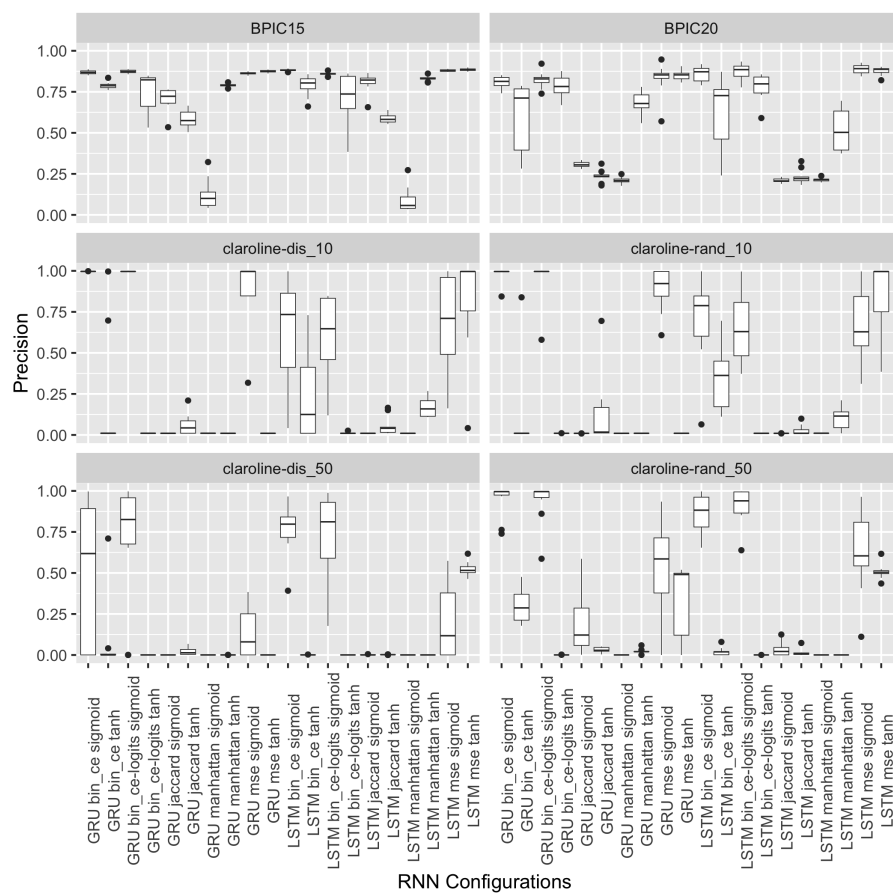 BPIC15
BPIC20
1.00
0.75
0.50
0.25
0.00
claroline-dis_10
claroline-rand_10
1.00
0.75
0.50
0.25
0.00
Precision
claroline-dis_50
claroline-rand_50
1.00
0.75
0.50
0.25
0.00
GRU bin_ce sigmoid
GRU bin_ce tanh
GRU bin_ce-logits sigmoid
GRU bin_ce-logits tanh
GRU jaccard sigmoid
GRU jaccard tanh
GRU manhattan sigmoid
GRU manhattan tanh
GRU mse sigmoid
GRU mse tanh
LSTM bin_ce sigmoid
LSTM bin_ce tanh
LSTM bin_ce-logits sigmoid
LSTM bin_ce-logits tanh
LSTM jaccard sigmoid
LSTM jaccard tanh
LSTM manhattan sigmoid
LSTM manhattan tanh
LSTM mse sigmoid
LSTM mse tanh
GRU bin_ce sigmoid
GRU bin_ce tanh
GRU bin_ce-logits sigmoid
GRU bin_ce-logits tanh
GRU jaccard sigmoid
GRU jaccard tanh
GRU manhattan sigmoid
GRU manhattan tanh
GRU mse sigmoid
GRU mse tanh
LSTM bin_ce sigmoid
LSTM bin_ce tanh
LSTM bin_ce-logits sigmoid
LSTM bin_ce-logits tanh
LSTM jaccard sigmoid
LSTM jaccard tanh
LSTM manhattan sigmoid
LSTM manhattan tanh
LSTM mse sigmoid
LSTM mse tanh
RNN Configurations